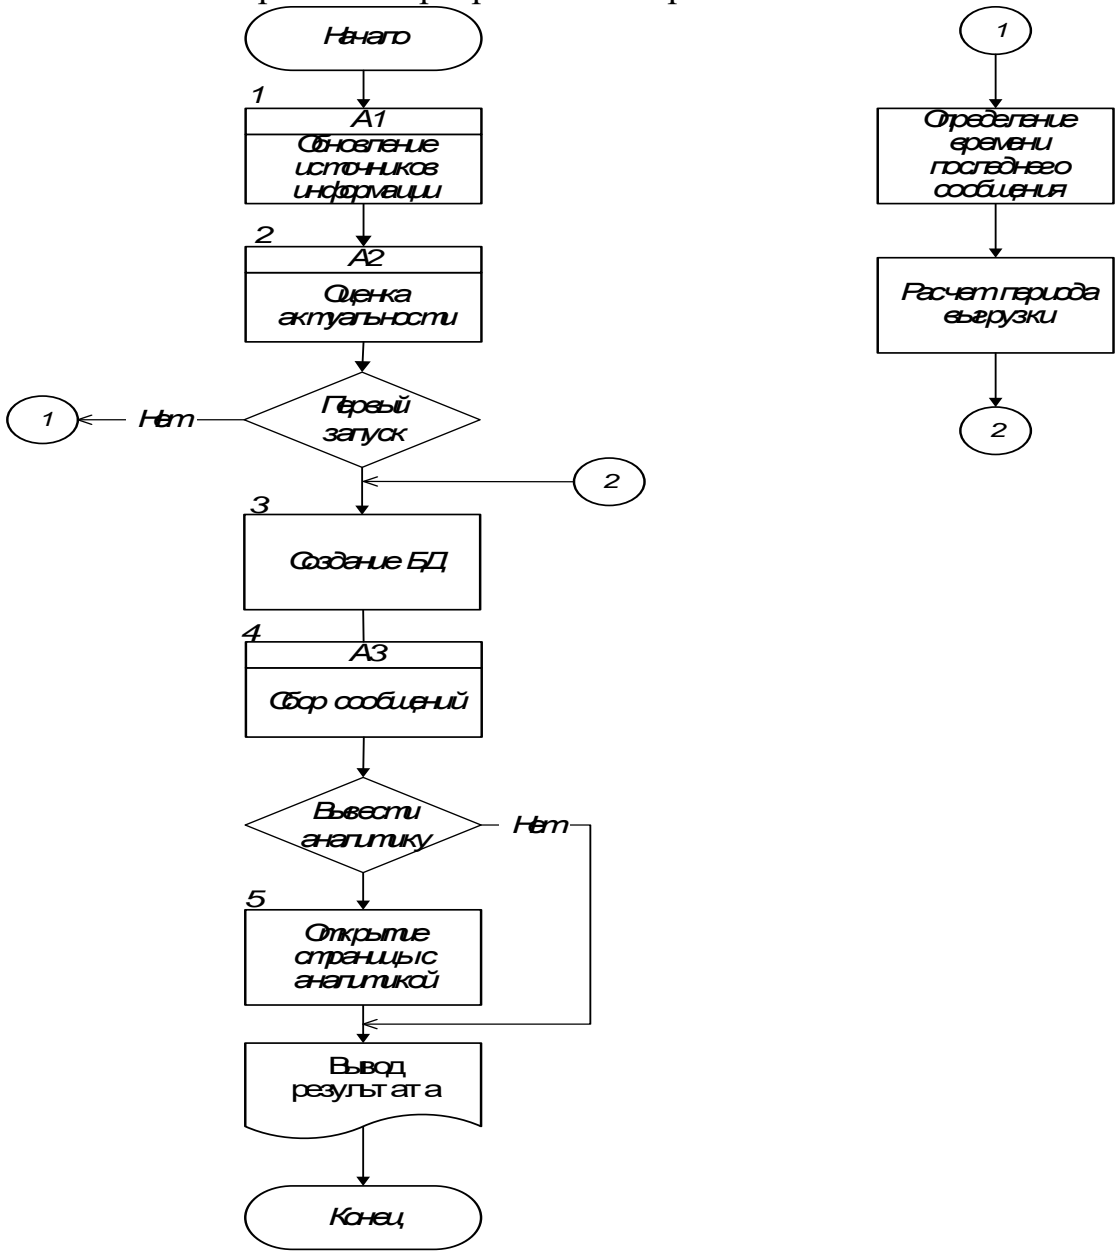 Начало
1
А1
Обновление
источников
информации
2
А2
Оценка
актуальности
Первый
запуск
Нет
1
2
3
Создание БД
4
А3
Сбор сообщений
Вывести
аналитику
Нет
5
Открытие
страницы с
аналитикой
Вывод
результата
Конец
1
Определение
времени
последнего
сообщения
Расчет периода
выгрузки
2